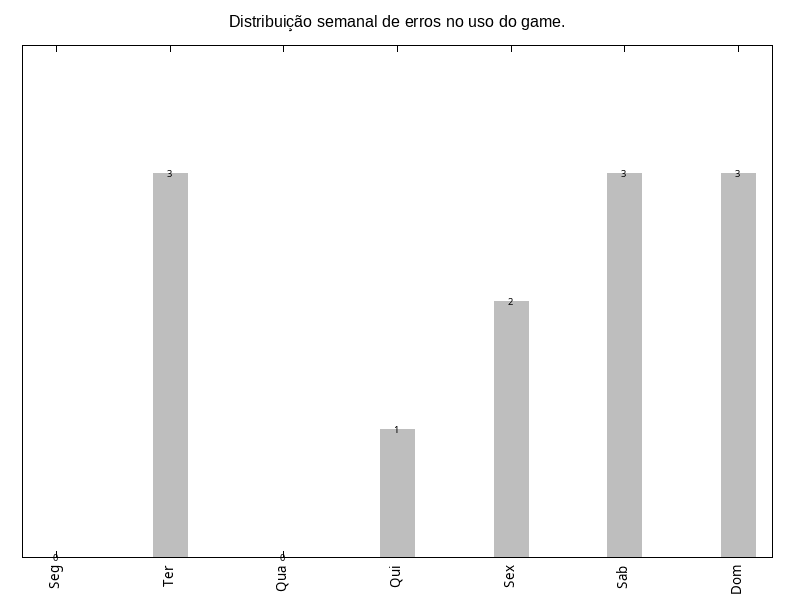 Distribuição semanal de erros no uso do game.
3
3
3
2
1
0
0
Seg
Ter
Qua
Qui
Sex
Sab
Dom